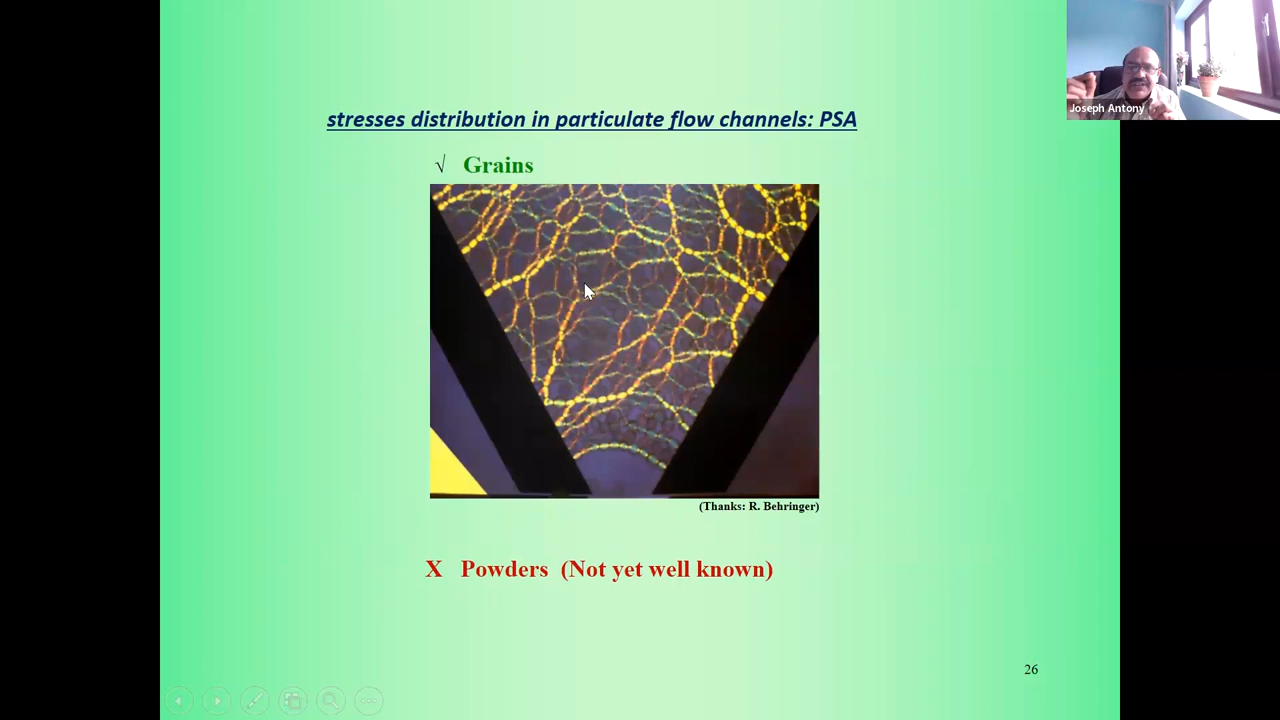 stresses distribution in particulate flow channels: PSA
√ Grains
(Thanks: R. Behringer)
X Powders (Not yet well known)
26
Joseph Antony